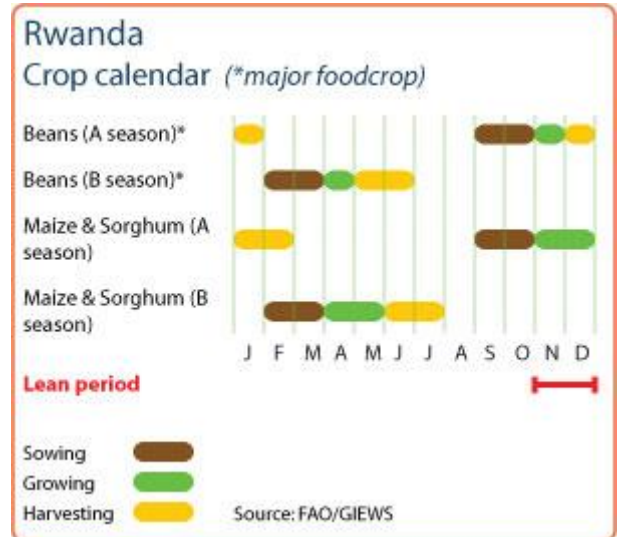 Rwanda
Crop calendar (*major foodcrop)
Beans (A season)*
Beans (B season)*
Maize & Sorghum (A
season)
Maize & Sorghum (B
season)
J F M A M J J A S O N D
Lean period
Sowing
Growing
Harvesting
Source: FAO/GIEWS